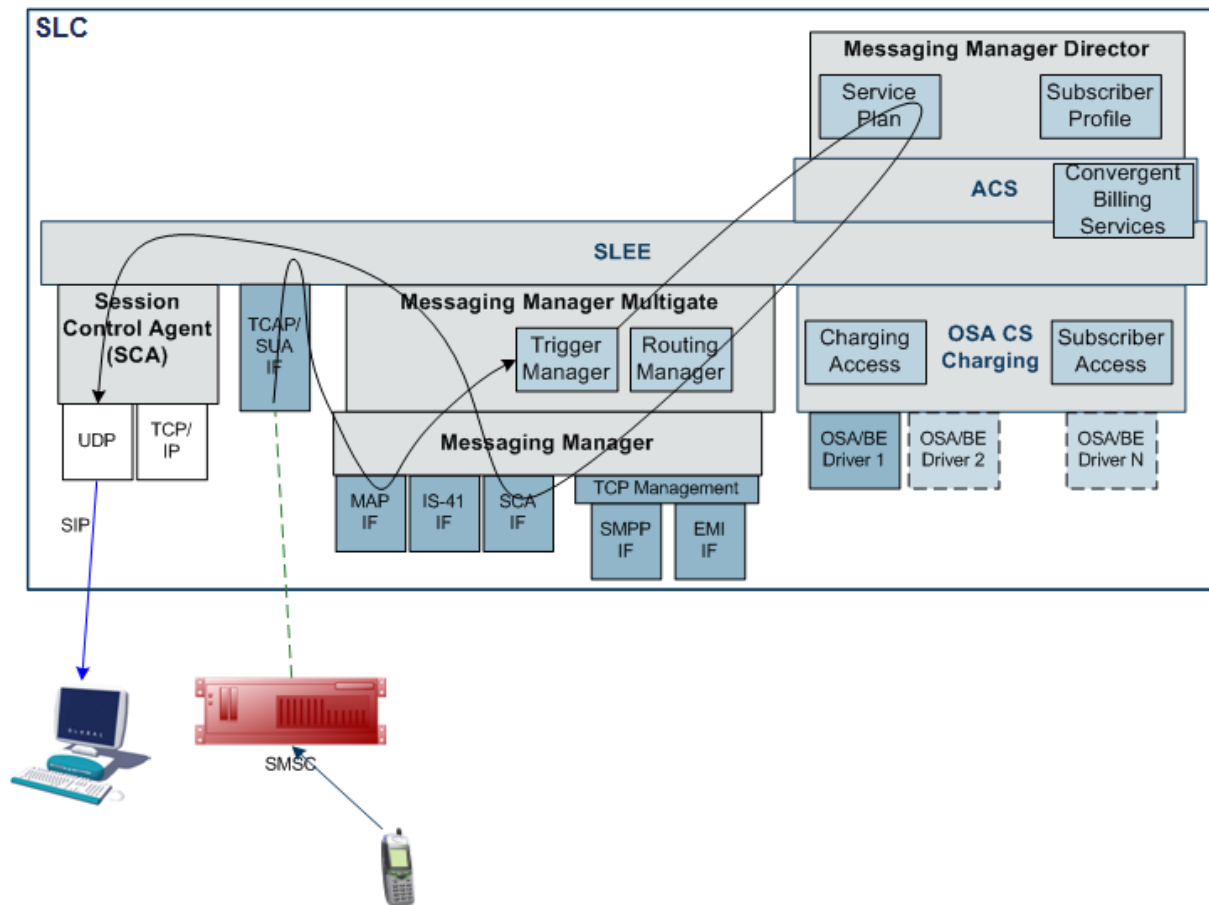 SLC
Messaging Manager Director
Service
Plan
Subscriber
Profile
ACS
Convergent
Billing
Services
SLEE
Session
Control Agent
(SCA)
TCAP/
SUA
IF
Messaging Manager Multigate
Trigger
Manager
Routing
Manager
Charging
Access
OSA CS
Charging
Subscriber
Access
UDP
TCP/
IP
Messaging Manager
OSA/BE
Driver 1
OSA/BE
Driver 2
OSA/BE
Driver N
MAP
IF
IS-41
IF
SCA
IF
TCP Management
SMPP
IF
EMI
IF
SIP
GLOBAL
SMSC